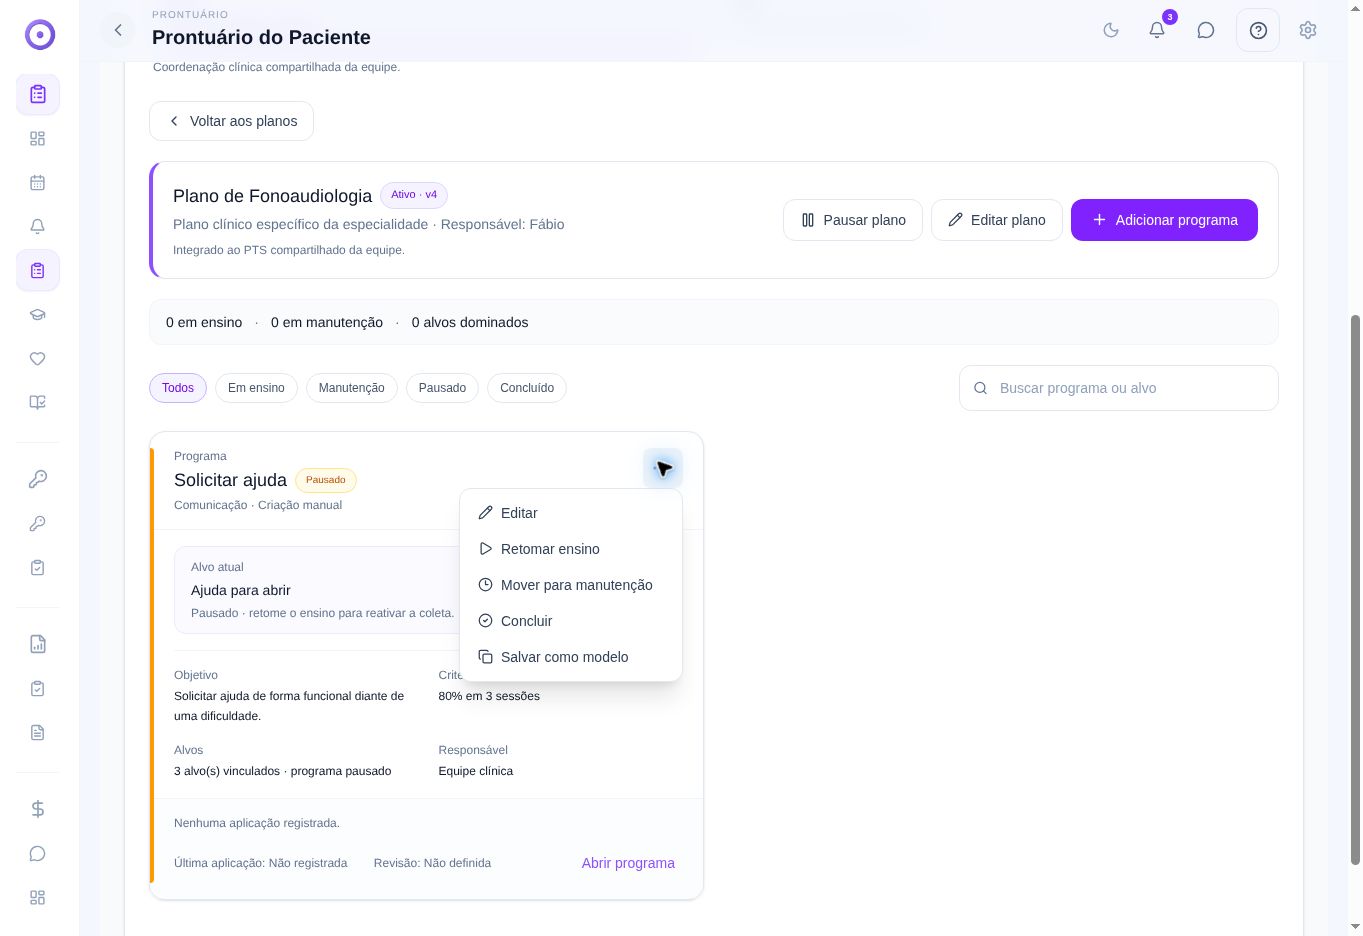 PRONTUÁRIO
Prontuário do Paciente
3
Coordenação clínica compartilhada da equipe.
Voltar aos planos
Plano de Fonoaudiologia
Ativo · v4
Plano clínico específico da especialidade · Responsável: Fábio
Integrado ao PTS compartilhado da equipe.
Pausar plano
Editar plano
Adicionar programa
0 em ensino · 0 em manutenção · 0 alvos dominados
Todos
Em ensino
Manutenção
Pausado
Concluído
Buscar programa ou alvo
Programa
Solicitar ajuda
Pausado
Comunicação · Criação manual
Editar
Retomar ensino
Mover para manutenção
Concluir
Salvar como modelo
Alvo atual
Ajuda para abrir
Pausado · retome o ensino para reativar a coleta.
Objetivo
Solicitar ajuda de forma funcional diante de
uma dificuldade.
80% em 3 sessões
Alvos
3 alvo(s) vinculados · programa pausado
Responsável
Equipe clínica
Nenhuma aplicação registrada.
Última aplicação: Não registrada
Revisão: Não definida
Abrir programa